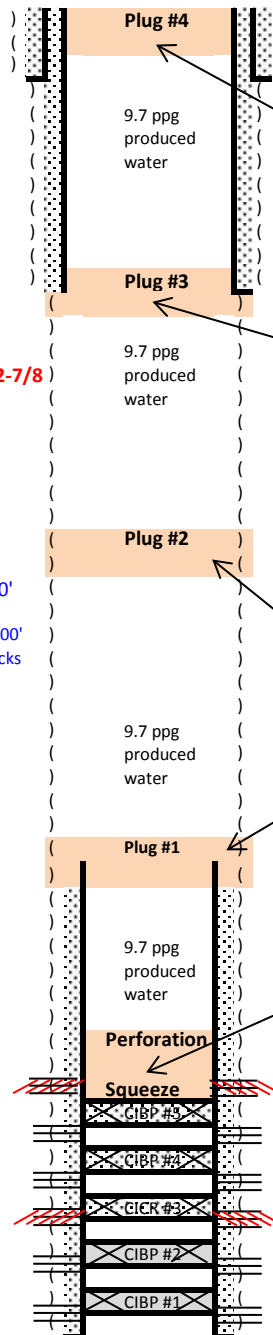 Plug #4
9.7 ppg
produced
water
Plug #3
9.7 ppg
produced
water
2-7/8
Plug #2
0'
00'
cks
9.7 ppg
produced
water
Plug #1
9.7 ppg
produced
water
Perforation
Squeeze
CIBP #5
CIBP #4
CICR #3
CIBP #2
CIBP #1